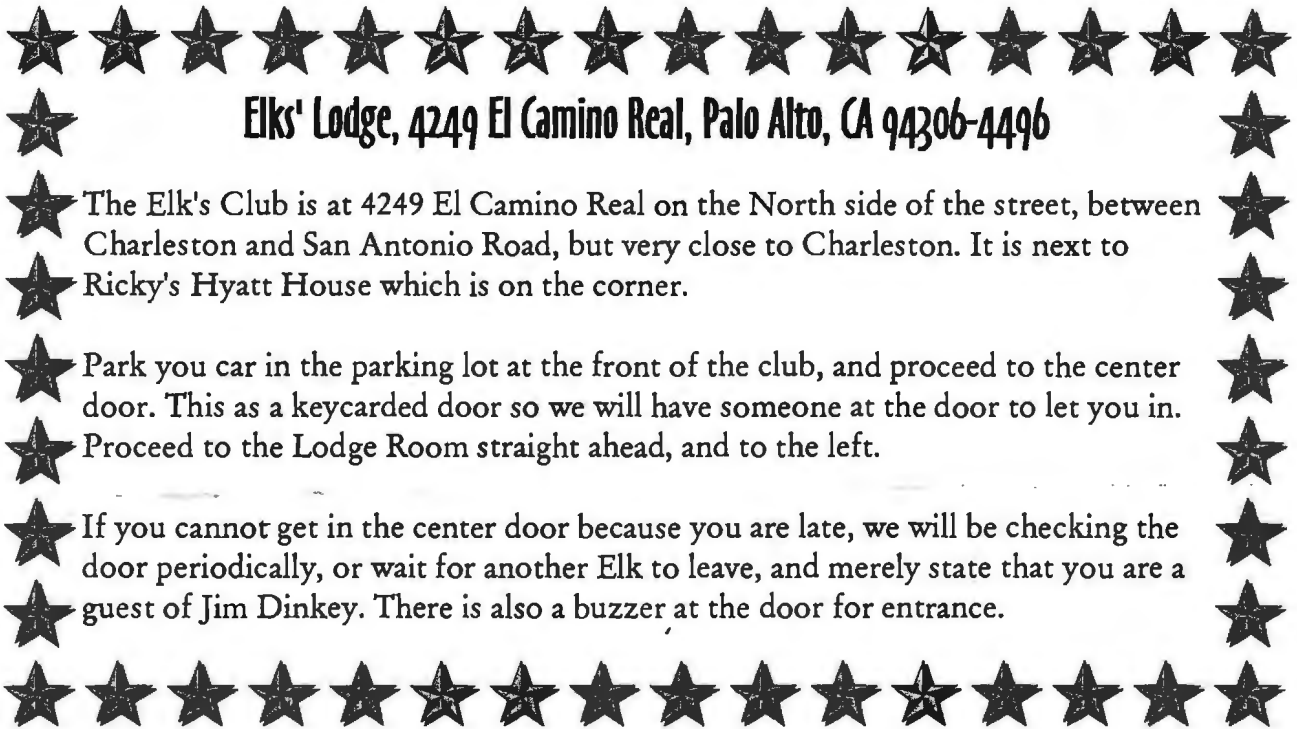 Elks' Lodge, 4249 El Camino Real, Palo Alto, CA 94306-4496
The Elk's Club is at 4249 El Camino Real on the North side of the street, between
Charleston and San Antonio Road, but very close to Charleston. It is next to
Ricky's Hyatt House which is on the corner.
Park you car in the parking lot at the front of the club, and proceed to the center
door. This as a keycarded door so we will have someone at the door to let you in.
Proceed to the Lodge Room straight ahead, and to the left.
If you cannot get in the center door because you are late, we will be checking the
door periodically, or wait for another Elk to leave, and merely state that you are a
guest of Jim Dinkey. There is also a buzzer at the door for entrance.